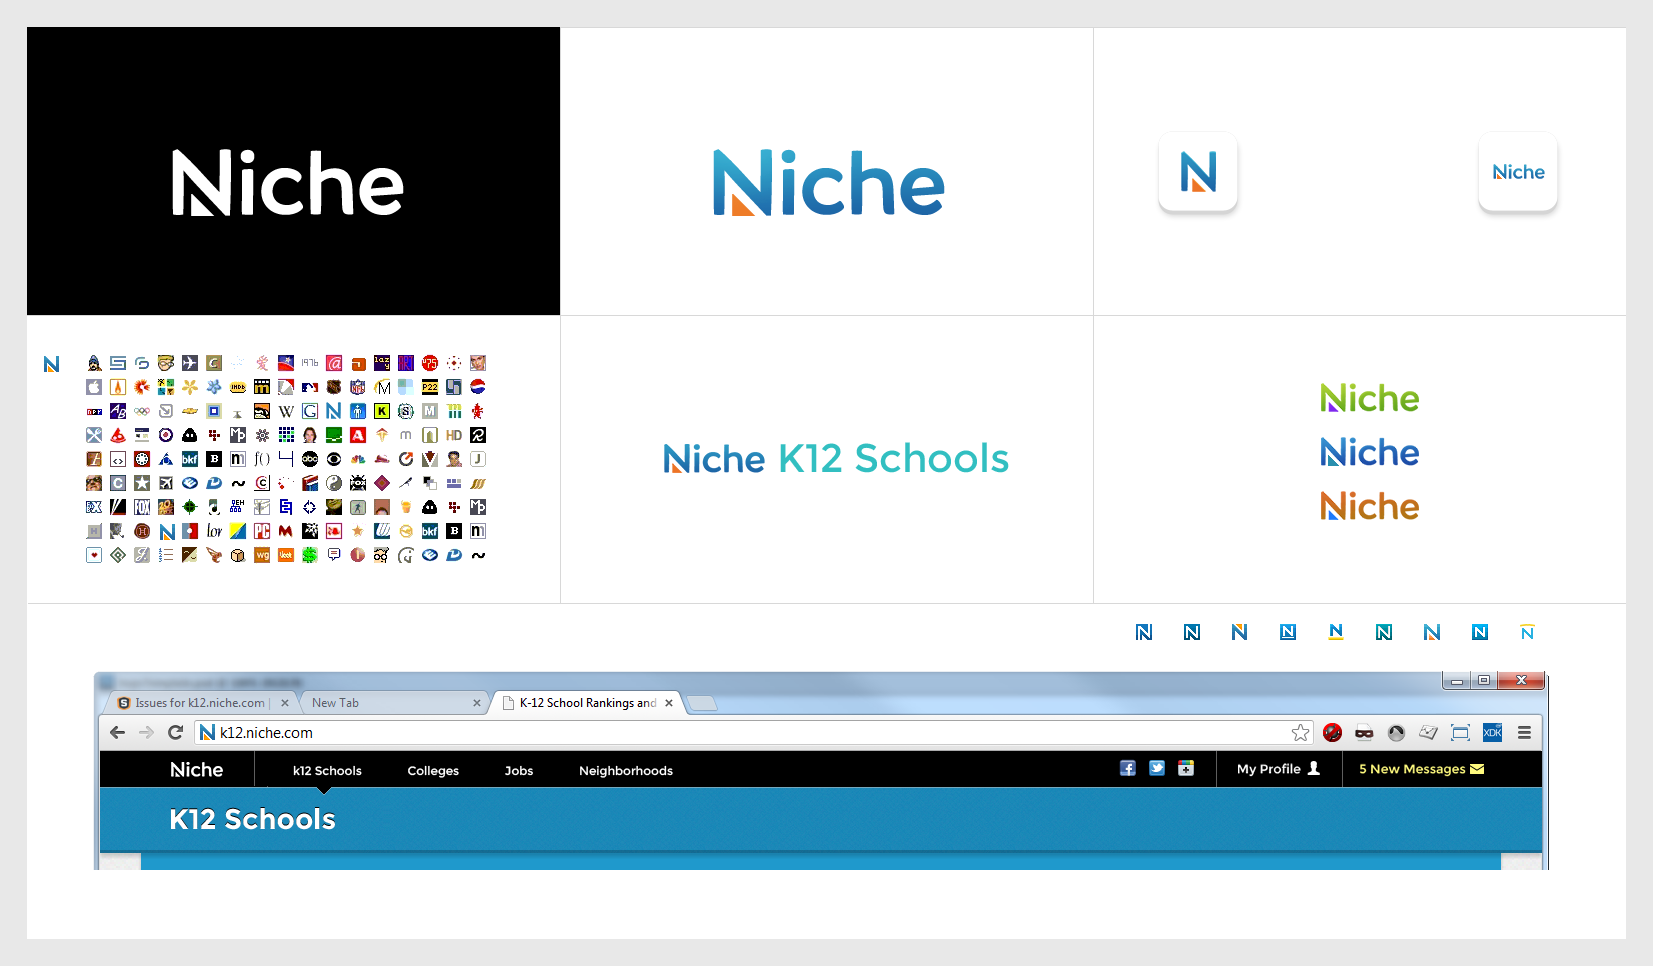 Niche
Niche
N
Niche
N
Niche K12 Schools
Niche
Niche
Niche
Issues for k12.niche.com |
New Tab
K-12 School Rankings and
k12.niche.com
XDK
Niche
k12 Schools
Colleges
Jobs
Neighborhoods
My Profile
5 New Messages
K12 Schools